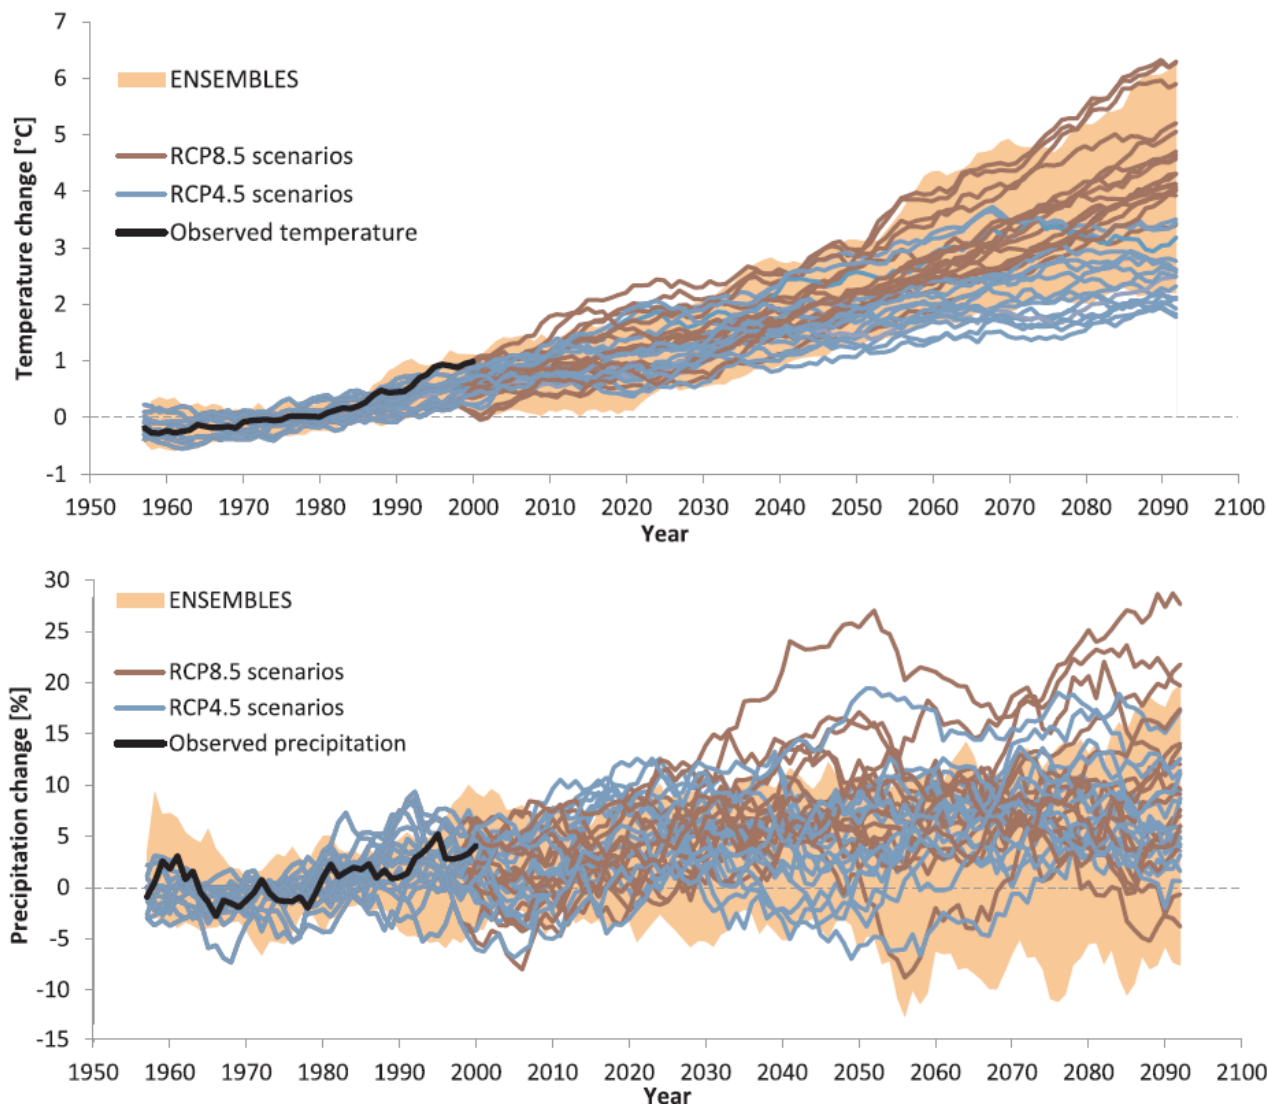 7
6
5
4
3
2
1
0
-1
Temperature change [°C]
ENSEMBLES
RCP8.5 scenarios
RCP4.5 scenarios
Observed temperature
1950 1960 1970 1980 1990 2000 2010 2020 2030 2040 2050 2060 2070 2080 2090 2100
Year
30
25
20
15
10
5
0
-5
-10
-15
Precipitation change [%]
ENSEMBLES
RCP8.5 scenarios
RCP4.5 scenarios
Observed precipitation
1950 1960 1970 1980 1990 2000 2010 2020 2030 2040 2050 2060 2070 2080 2090 2100
Year